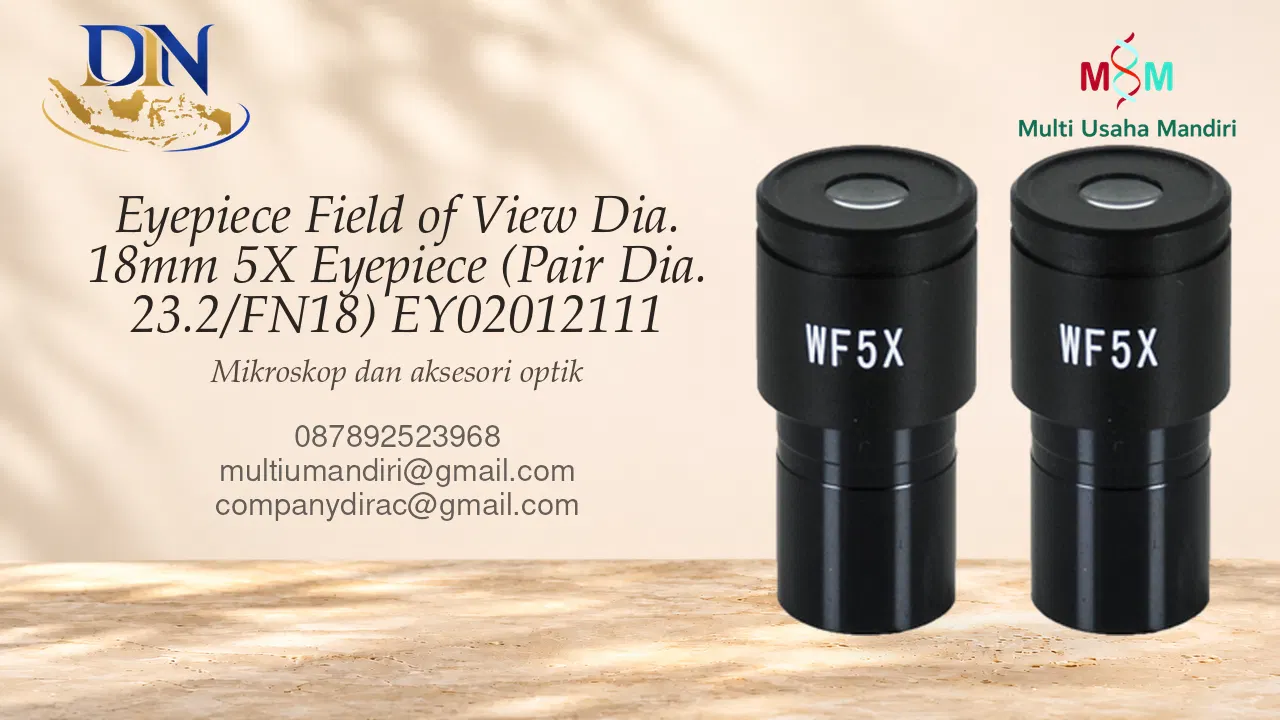 DN
M M
Multi Usaha Mandiri
Eyepiece Field of View Dia.
18mm 5X Eyepiece (Pair Dia.
23.2/FN18) EY02012111
Mikroskop dan aksesori optik
087892523968
multiumandiri@gmail.com
companydirac@gmail.com
WF5X
WF5X